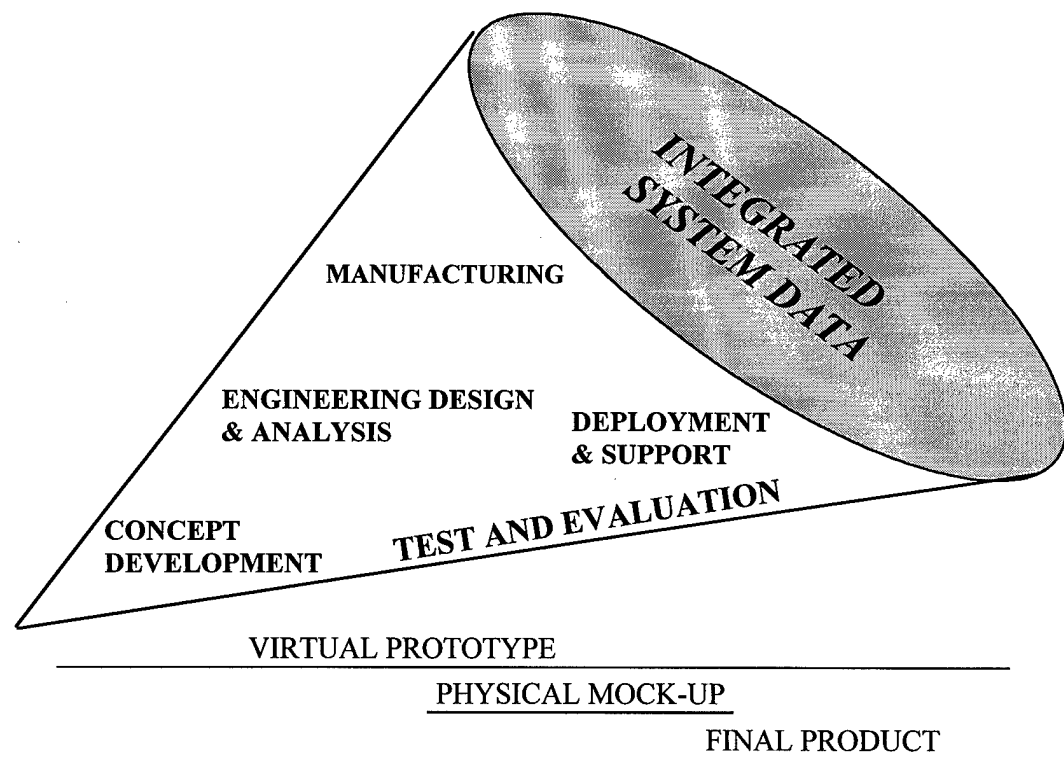 INTEGRATED
SYSTEM DATA
MANUFACTURING
ENGINEERING DESIGN
& ANALYSIS
DEPLOYMENT
& SUPPORT
CONCEPT
DEVELOPMENT
TEST AND EVALUATION
VIRTUAL PROTOTYPE
PHYSICAL MOCK-UP
FINAL PRODUCT